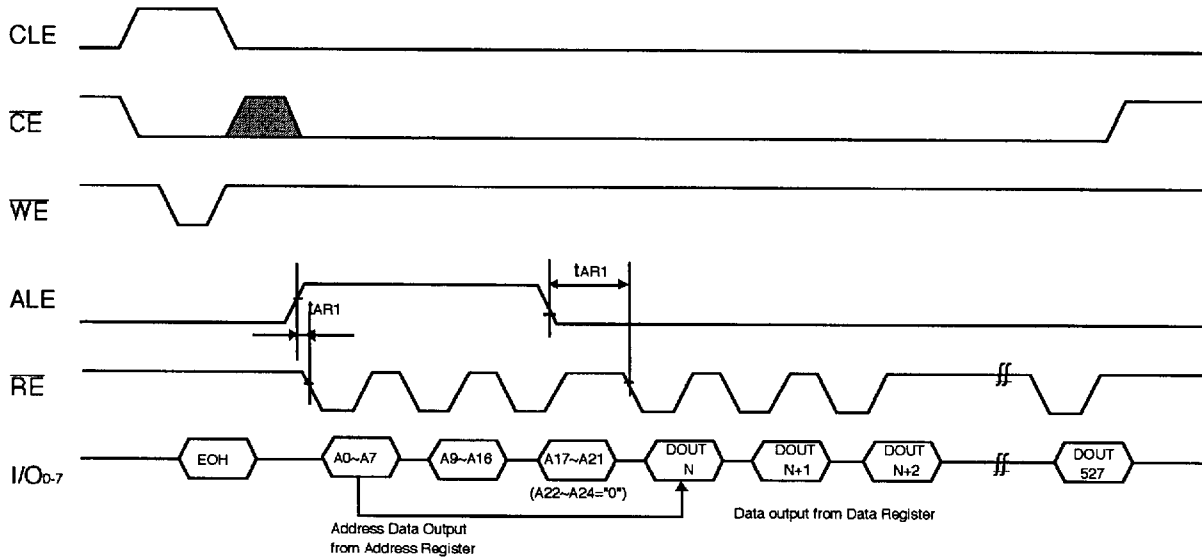 CLE
CE
WE
ALE
tAR1
tAR1
RE
I/O0-7
EOH
A0~A7
A9~A16
A17~A21
(A22~A24="0")
DOUT
N
DOUT
N+1
DOUT
N+2
DOUT
527
Address Data Output
from Address Register
Data output from Data Register